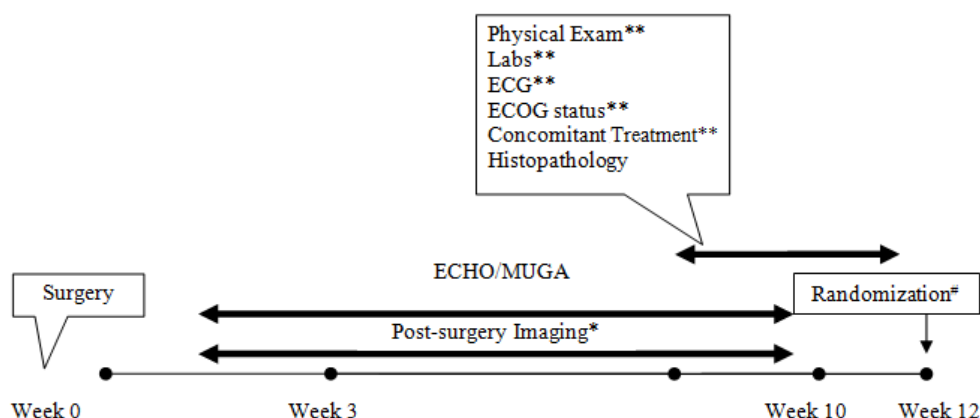 Physical Exam**
Labs**
ECG**
ECOG status**
Concomitant Treatment**
Histopathology
ECHO/MUGA
Surgery
Randomization#
Post-surgery Imaging*
Week 0
Week 3
Week 10
Week 12